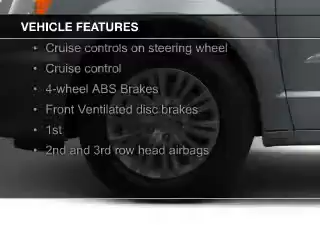 VEHICLE FEATURES
• Cruise controls on steering wheel
• Cruise control
• 4-wheel ABS Brakes
• Front Ventilated disc brakes
• 1st
• 2nd and 3rd row head airbags